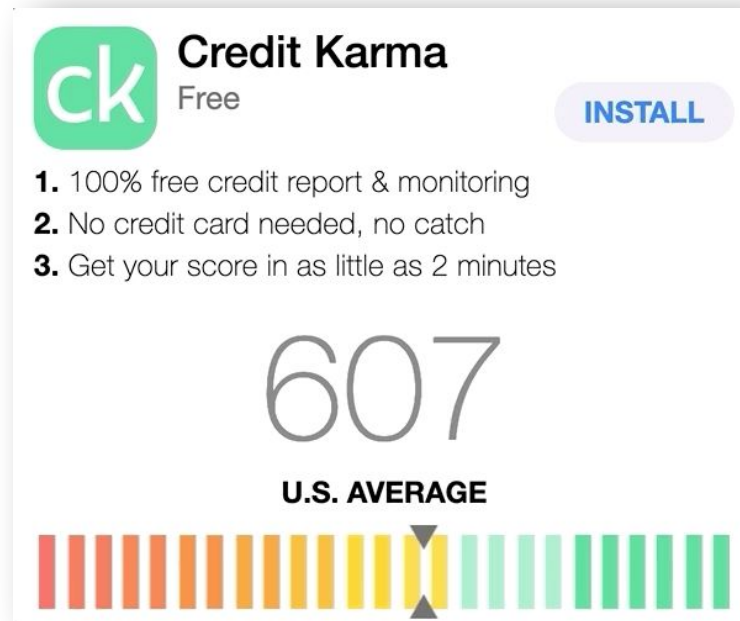 ck
Credit Karma
Free
INSTALL
1. 100% free credit report & monitoring
2. No credit card needed, no catch
3. Get your score in as little as 2 minutes
607
U.S. AVERAGE